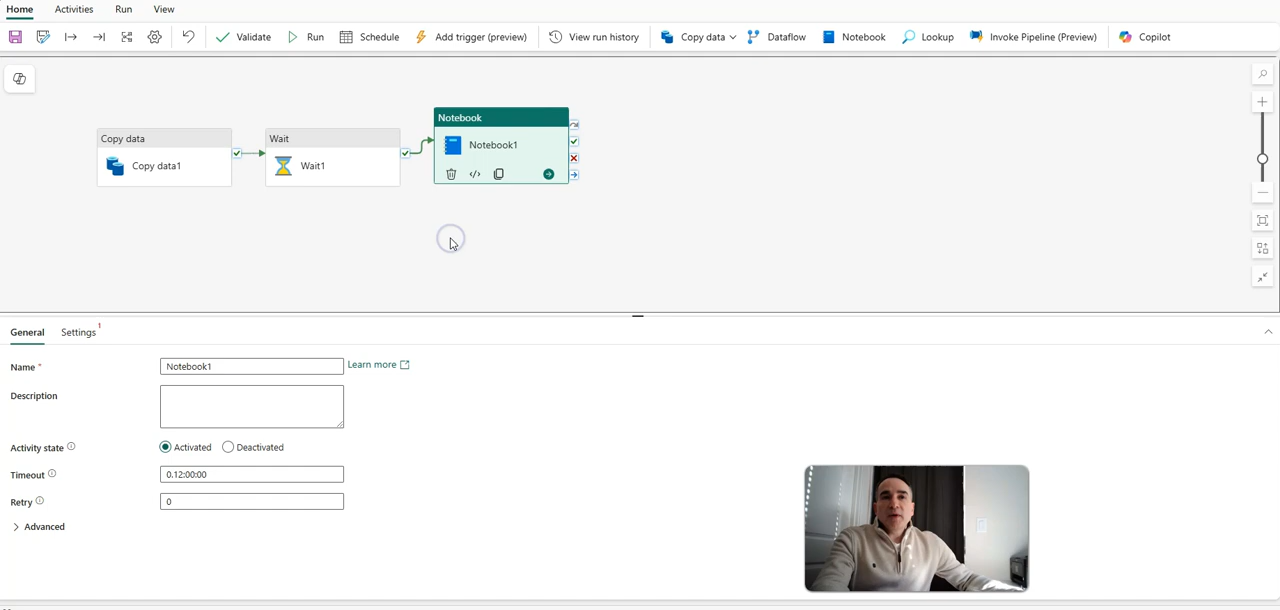 Home Activities Run View
Validate Run Schedule Add trigger (preview) View run history Copy data Dataflow Notebook Lookup Invoke Pipeline (Preview) Copilot
Copy data
Copy data1
Wait
Wait1
Notebook
Notebook1
General Settings 1
Name * Notebook1 Learn more
Description
Activity state Activated Deactivated
Timeout 0.12:00:00
Retry 0
Advanced